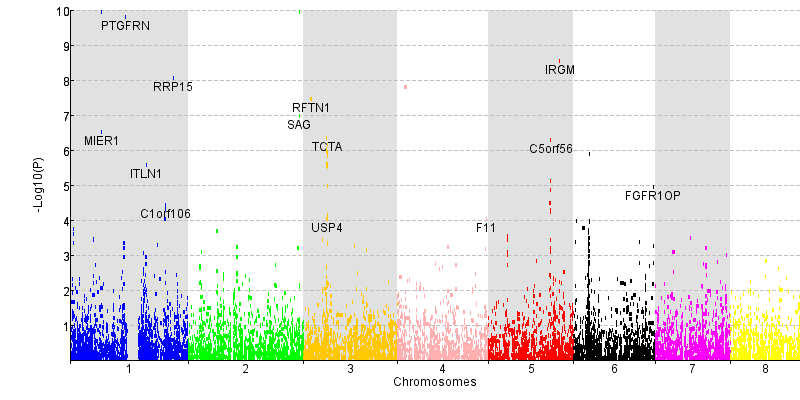 10
PTGFRN
9
IRGM
RRP15
8
RFTN1
7
SAG
MIER1
TCTA
C5orf56
6
ITLN1
5
FGFR1OP
C1orf106
4
USP4
F11
3
2
1
-Log10(P)
1 2 3 4 5 6 7 8
Chromosomes